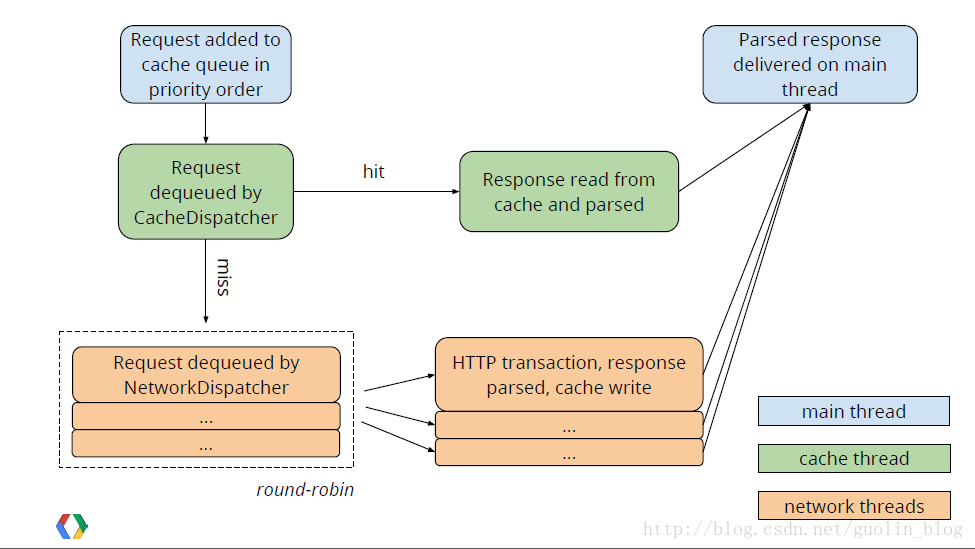 Request added to
cache queue in
priority order
Parsed response
delivered on main
thread
Request
dequeued by
CacheDispatcher
hit
Response read from
cache and parsed
miss
Request dequeued by
NetworkDispatcher
...
...
round-robin
HTTP transaction, response
parsed, cache write
...
...
main thread
cache thread
network threads
http://blog.csdn.net/guolin_blog